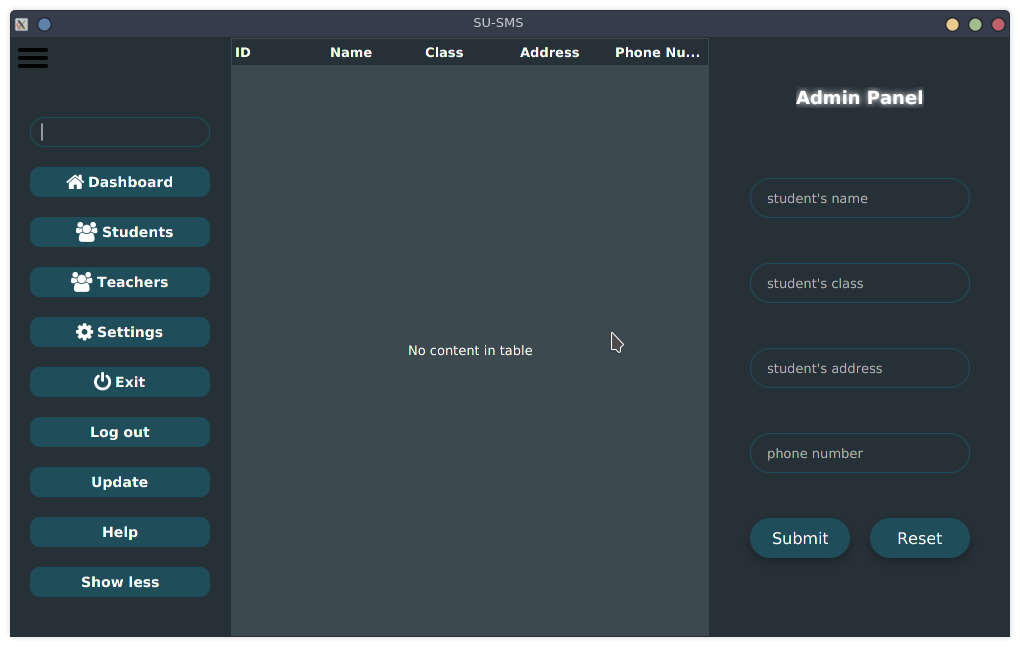 SU-SMS
ID Name Class Address Phone Nu...
Admin Panel
Dashboard
Students
Teachers
Settings
Exit
Log out
Update
Help
Show less
No content in table
student's name
student's class
student's address
phone number
Submit Reset